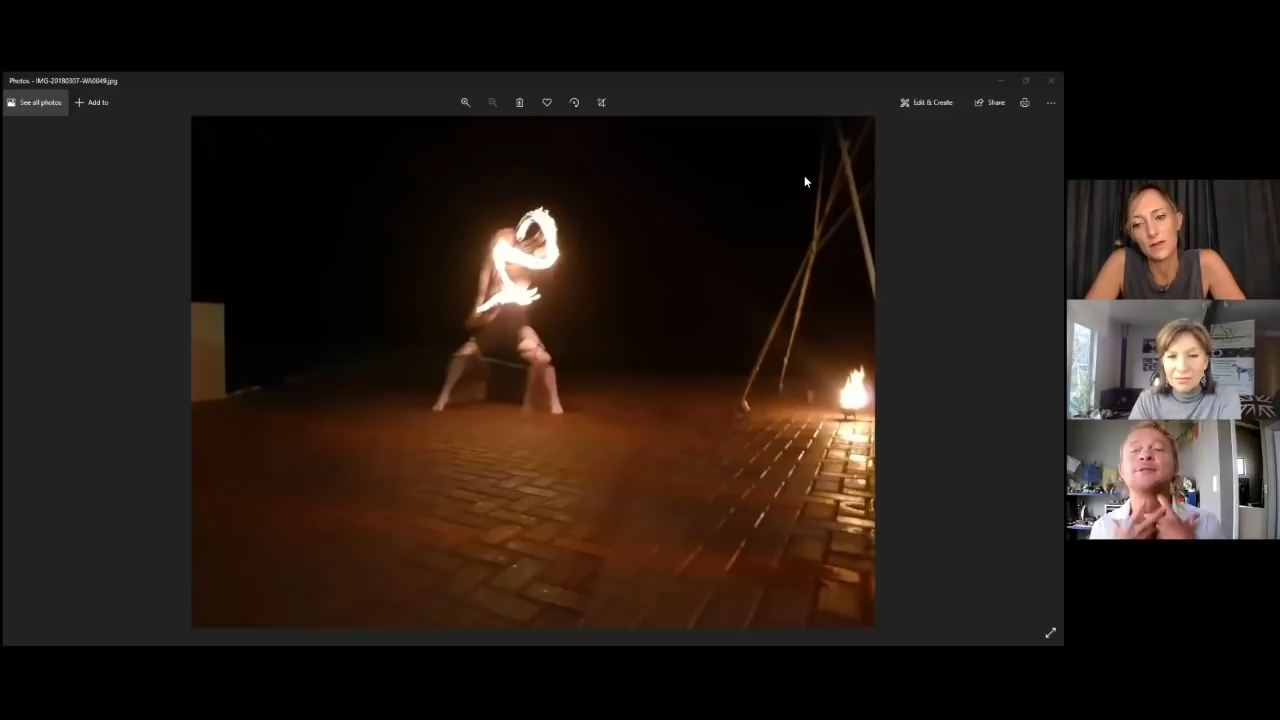 Photos - IMG-20180307-WA0049.jpg
See all photos
Add to
Edit & Create
Share